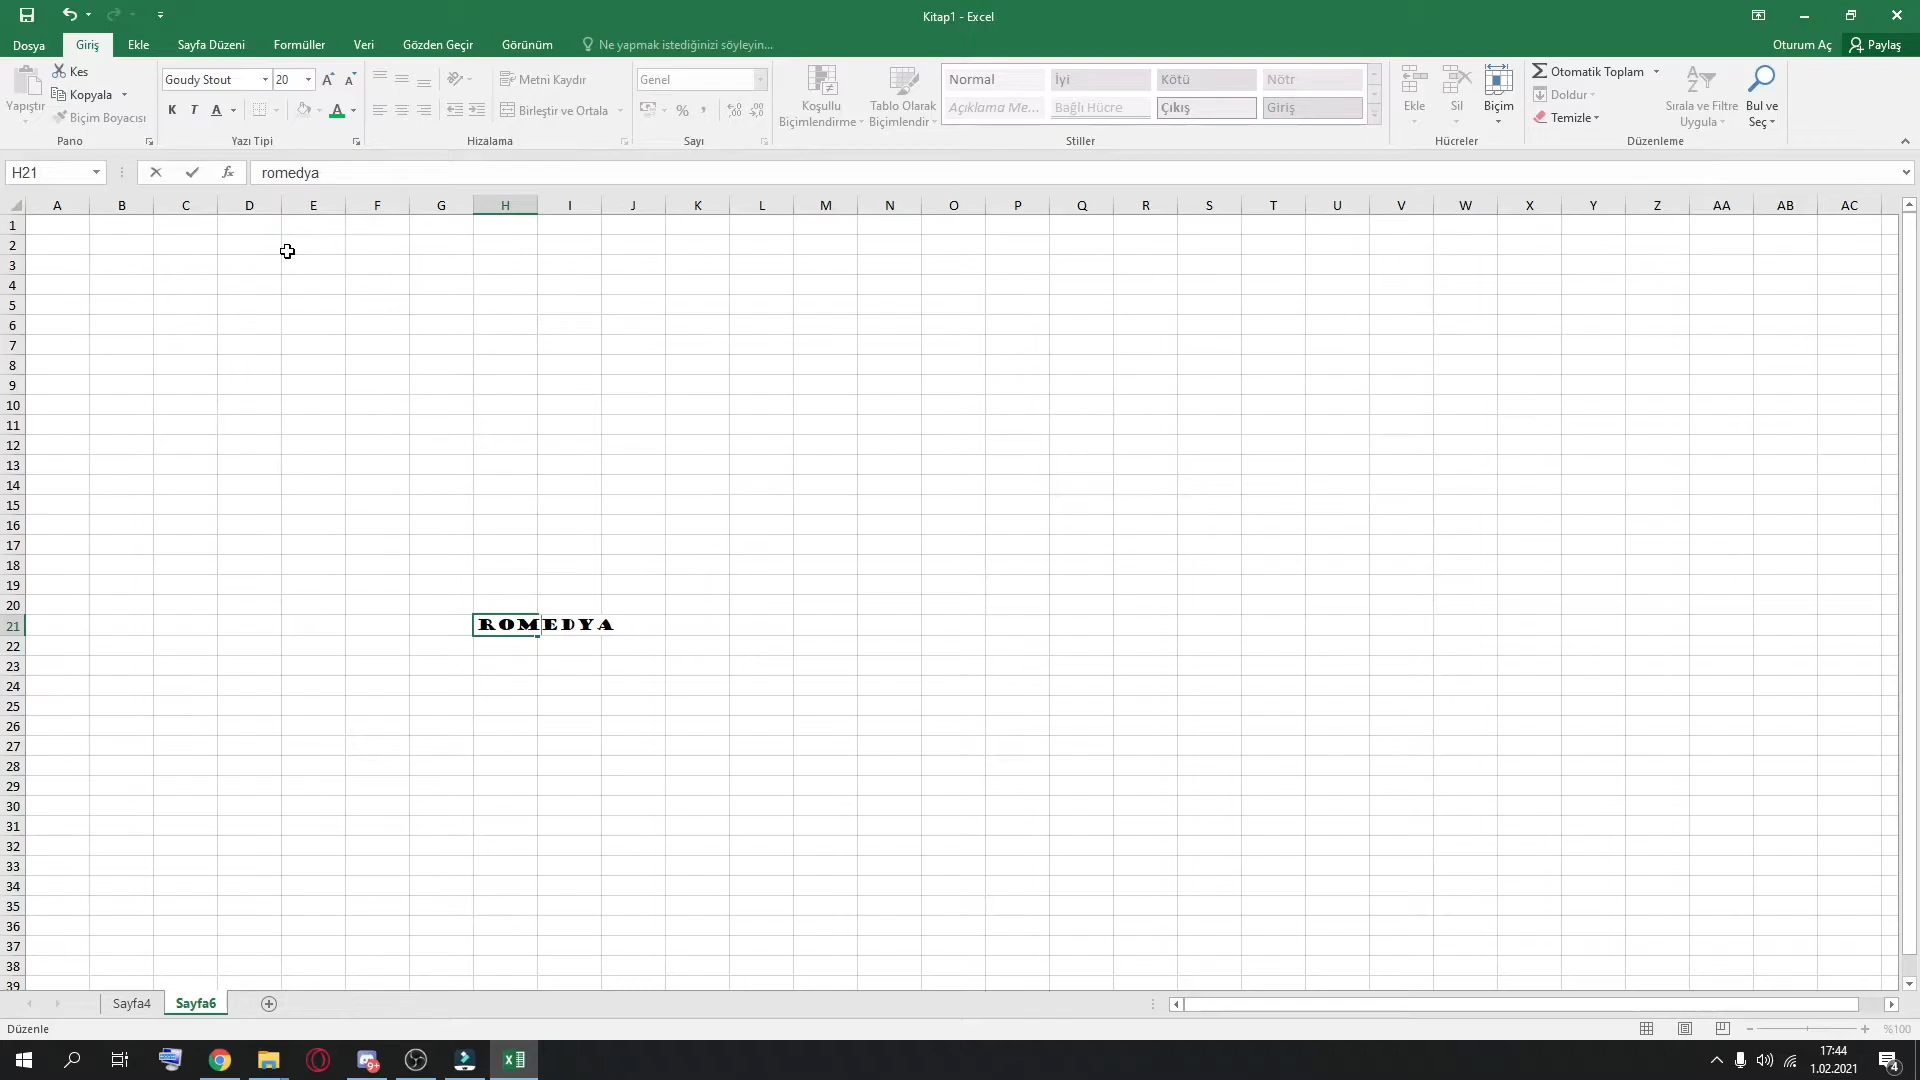 Kitap1 - Excel
Dosya Giriş Ekle Sayfa Düzeni Formüller Veri Gözden Geçir Görünüm Ne yapmak istediğinizi söyleyin... Oturum Aç Paylaş
Yapıştır Kes Kopyala Biçim Boyacısı Pano
Goudy Stout 20 K T A A Yazı Tipi
Metni Kaydır Birleştir ve Ortala Hizalama
Genel % Sayı
Koşullu Biçimlendirme Tablo Olarak Biçimlendir
Normal İyi Kötü Nötr
Açıklama Me... Bağlı Hücre Çıkış Giriş
Stiller
Ekle Sil Biçim Hücreler
Otomatik Toplam Doldur Temizle Sırala ve Filtre Uygula Bul ve Seç Düzenleme
H21 fx romedya
A B C D E F G H I J K L M N O P Q R S T U V W X Y Z AA AB AC
1
2
3
4
5
6
7
8
9
10
11
12
13
14
15
16
17
18
19
20
21 ROMEDYA
22
23
24
25
26
27
28
29
30
31
32
33
34
35
36
37
38
39
Sayfa4 Sayfa6
Düzenle %100
17:44
1.02.2021
9+ 4